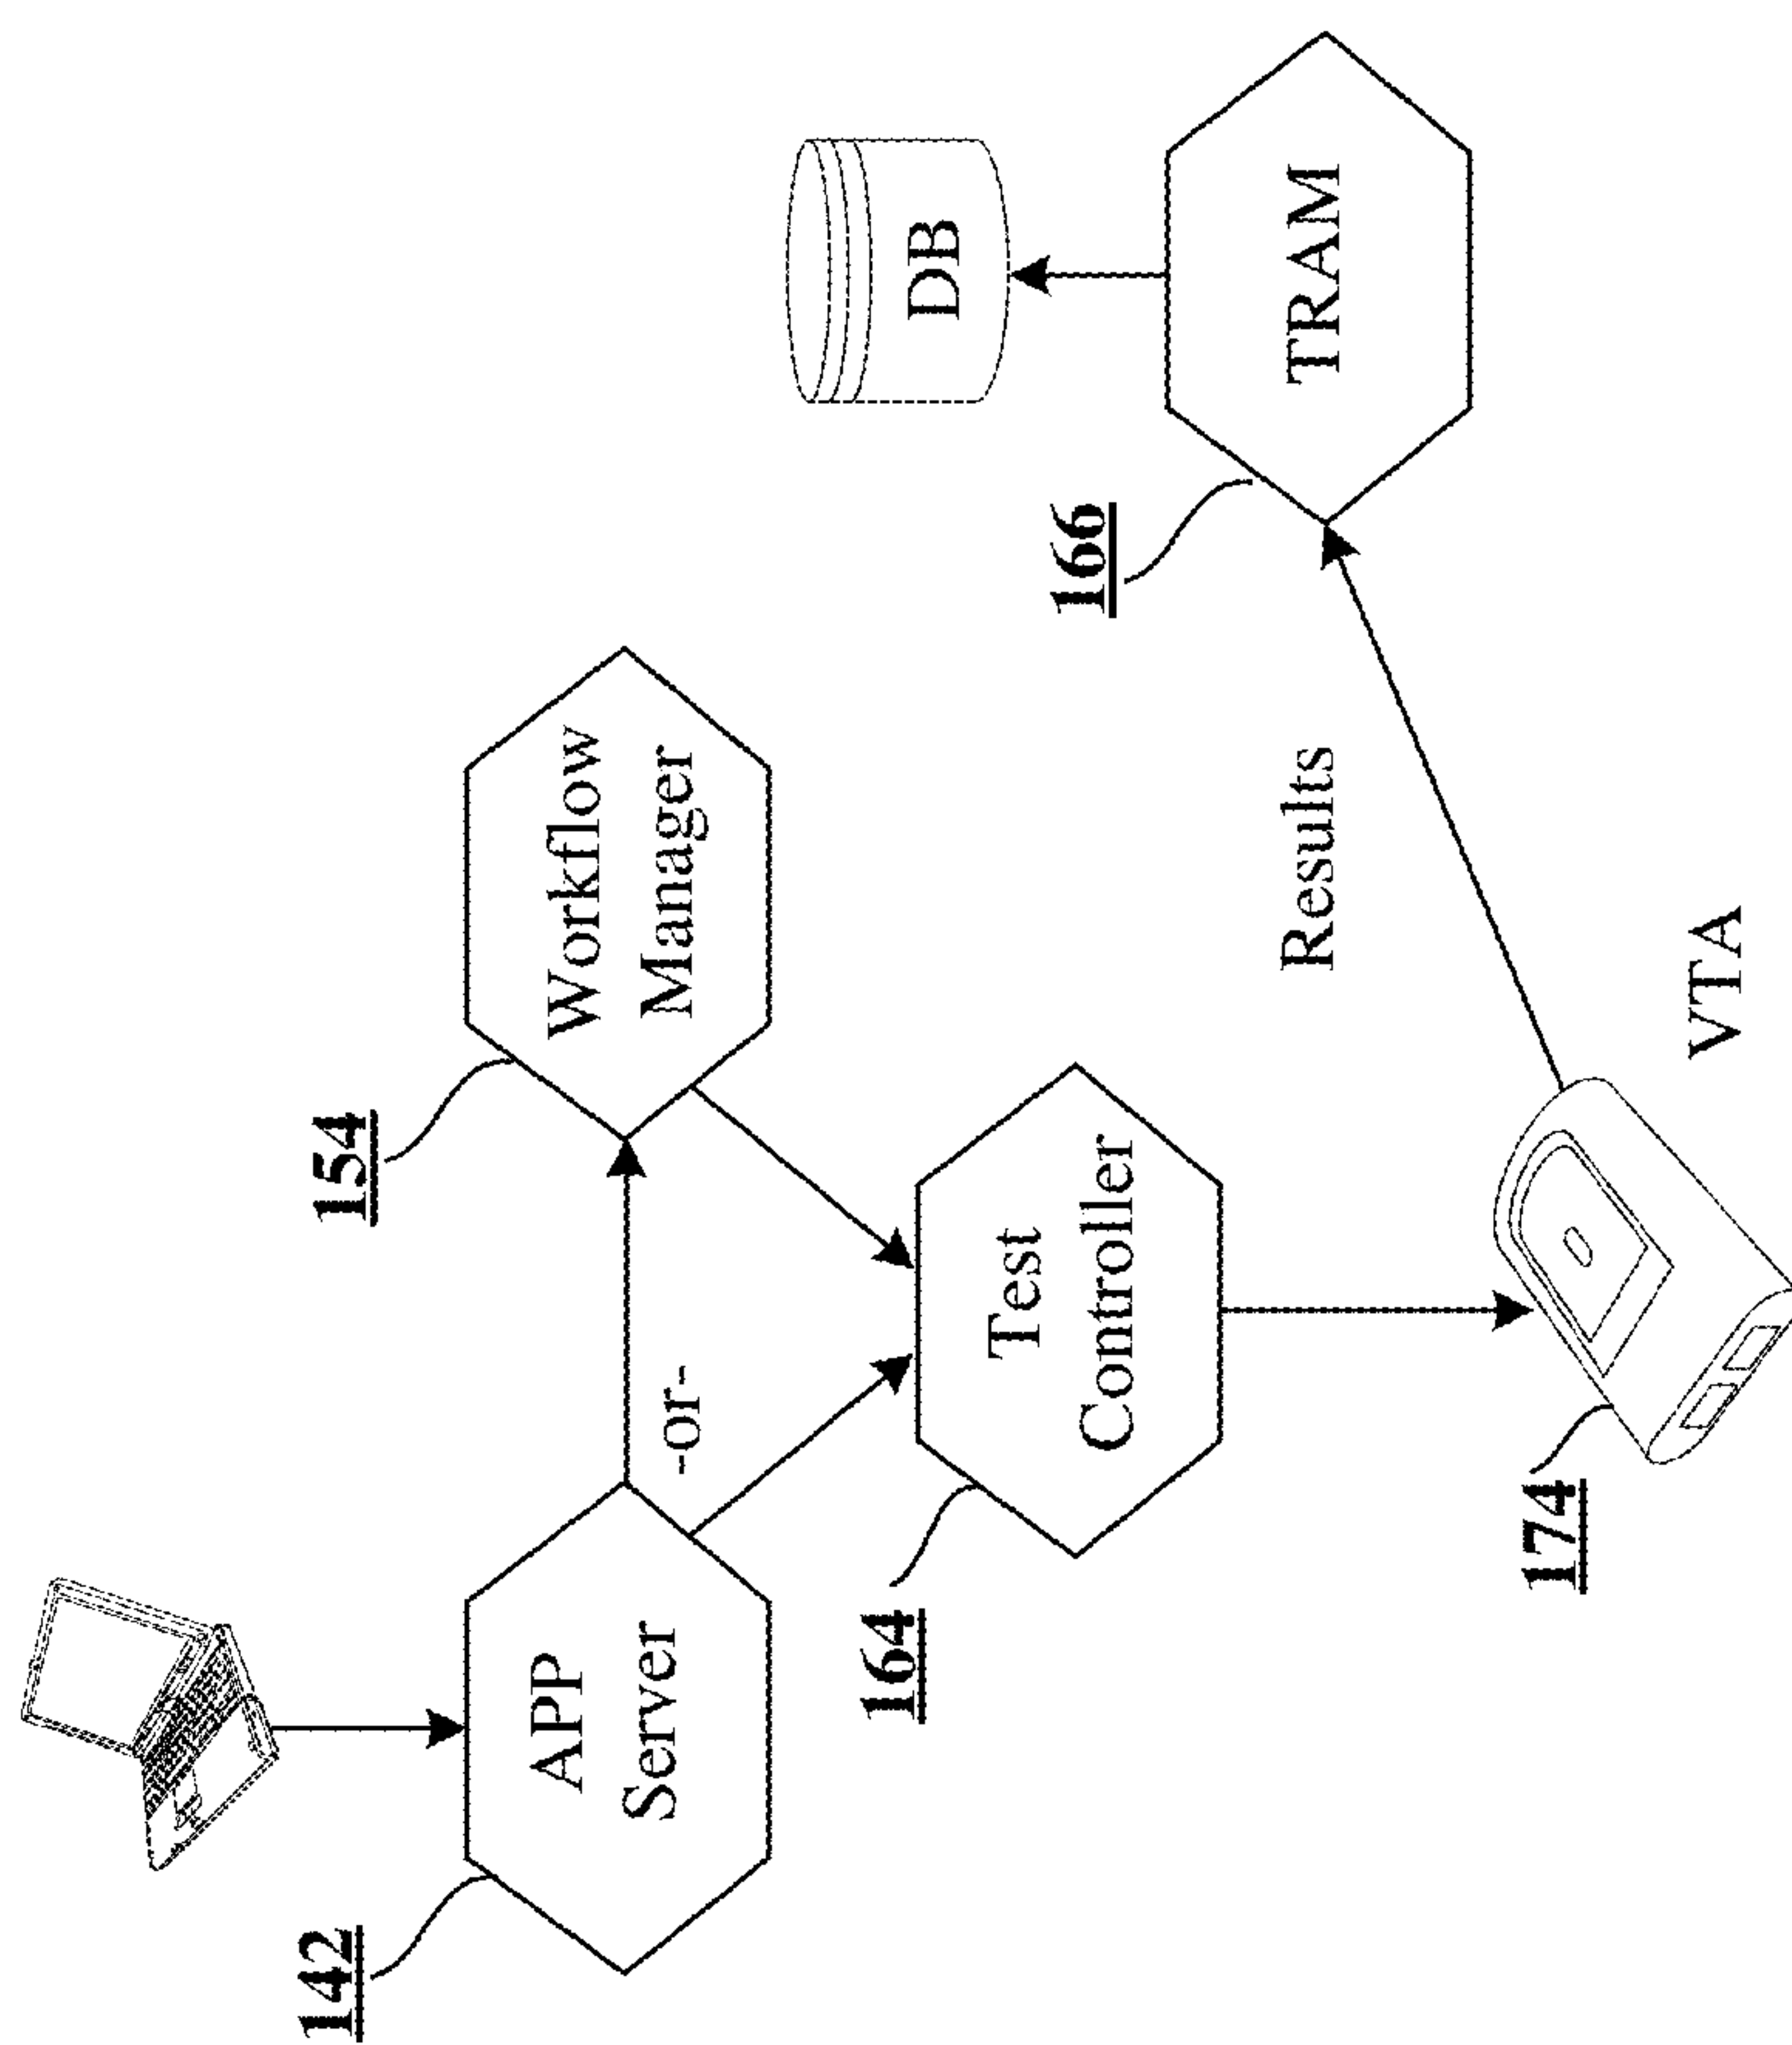 142
APP
Server
154
-or-
Workflow
Manager
164
Test
Controller
174
VTA
Results
166
TRAM
DB